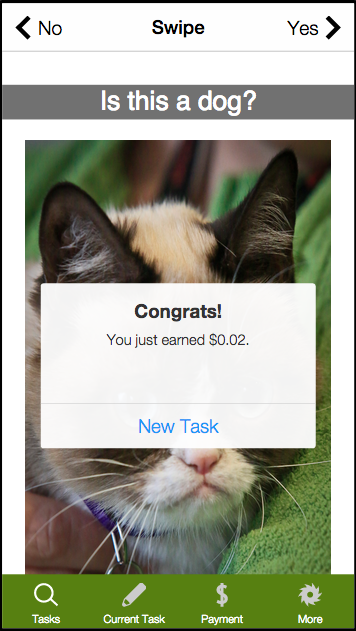 No
Swipe
Yes
Is this a dog?
Congrats!
You just earned $0.02.
New Task
Tasks
Current Task
Payment
More